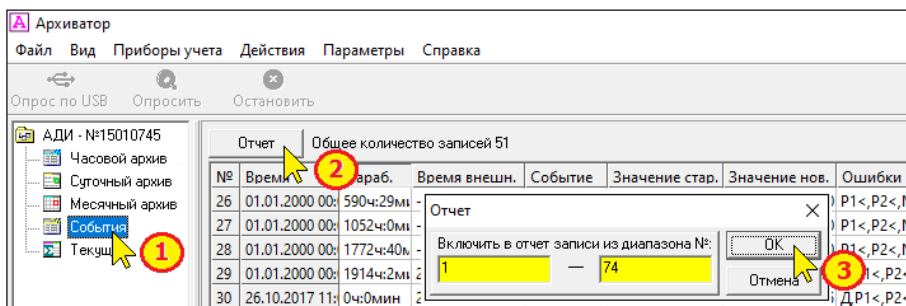 Архиватор
Файл Вид Приборы учета Действия Параметры Справка
Опрос по USB Опросить Остановить
АДИ - №15010745
Часовой архив
Суточный архив
Месячный архив
События
1
Отчет
Общее количество записей 51
2
№ Время нараб. Время внешн. Событие Значение стар. Значение нов. Ошибки
26 01.01.2000 00: 590ч:29ми P1<,P2<,
27 01.01.2000 00: 1052ч:0ми P1<,P2<,
28 01.01.2000 00: 1772ч:40м P1<,P2<,
29 01.01.2000 00: 1914ч:2ми 2 1<,P2<
30 26.10.2017 11: 0ч:0мин 2 Д,P1<,P2<
Отчет
Включить в отчет записи из диапазона №:
1 — 74
OK
Отмена
3